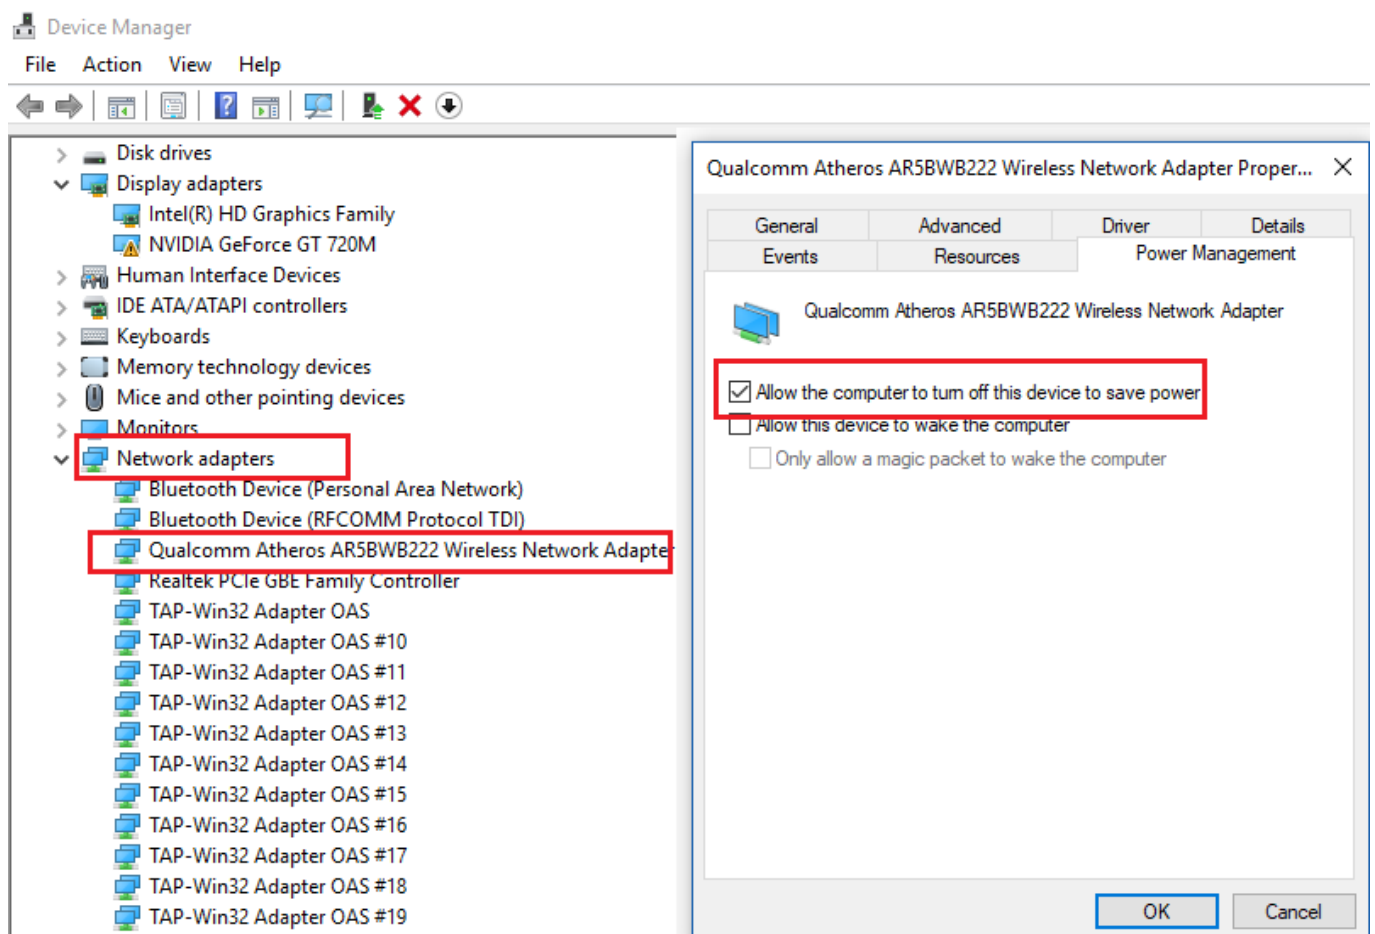 Device Manager
File Action View Help
Disk drives
Display adapters
Intel(R) HD Graphics Family
NVIDIA GeForce GT 720M
Human Interface Devices
IDE ATA/ATAPI controllers
Keyboards
Memory technology devices
Mice and other pointing devices
Monitors
Network adapters
Bluetooth Device (Personal Area Network)
Bluetooth Device (RFCOMM Protocol TDI)
Qualcomm Atheros AR5BWB222 Wireless Network Adapter
Realtek PCIe GBE Family Controller
TAP-Win32 Adapter OAS
TAP-Win32 Adapter OAS #10
TAP-Win32 Adapter OAS #11
TAP-Win32 Adapter OAS #12
TAP-Win32 Adapter OAS #13
TAP-Win32 Adapter OAS #14
TAP-Win32 Adapter OAS #15
TAP-Win32 Adapter OAS #16
TAP-Win32 Adapter OAS #17
TAP-Win32 Adapter OAS #18
TAP-Win32 Adapter OAS #19
Qualcomm Atheros AR5BWB222 Wireless Network Adapter Proper...
General Advanced Driver Details
Events Resources Power Management
Qualcomm Atheros AR5BWB222 Wireless Network Adapter
Allow the computer to turn off this device to save power
Allow this device to wake the computer
Only allow a magic packet to wake the computer
OK Cancel